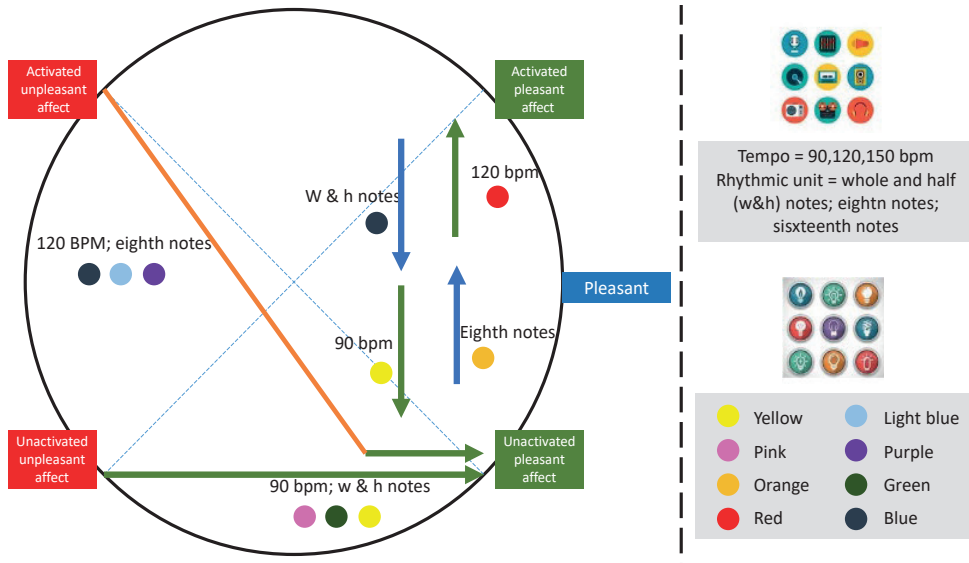 Activated
unpleasant
affect
Activated
pleasant
affect
W & h notes
120 bpm
120 BPM; eighth notes
Pleasant
90 bpm
Eighth notes
Unactivated
unpleasant
affect
Unactivated
pleasant
affect
90 bpm; w & h notes
Tempo = 90,120,150 bpm
Rhythmic unit = whole and half
(w&h) notes; eightn notes;
sisxteenth notes
Yellow
Light blue
Pink
Purple
Orange
Green
Red
Blue